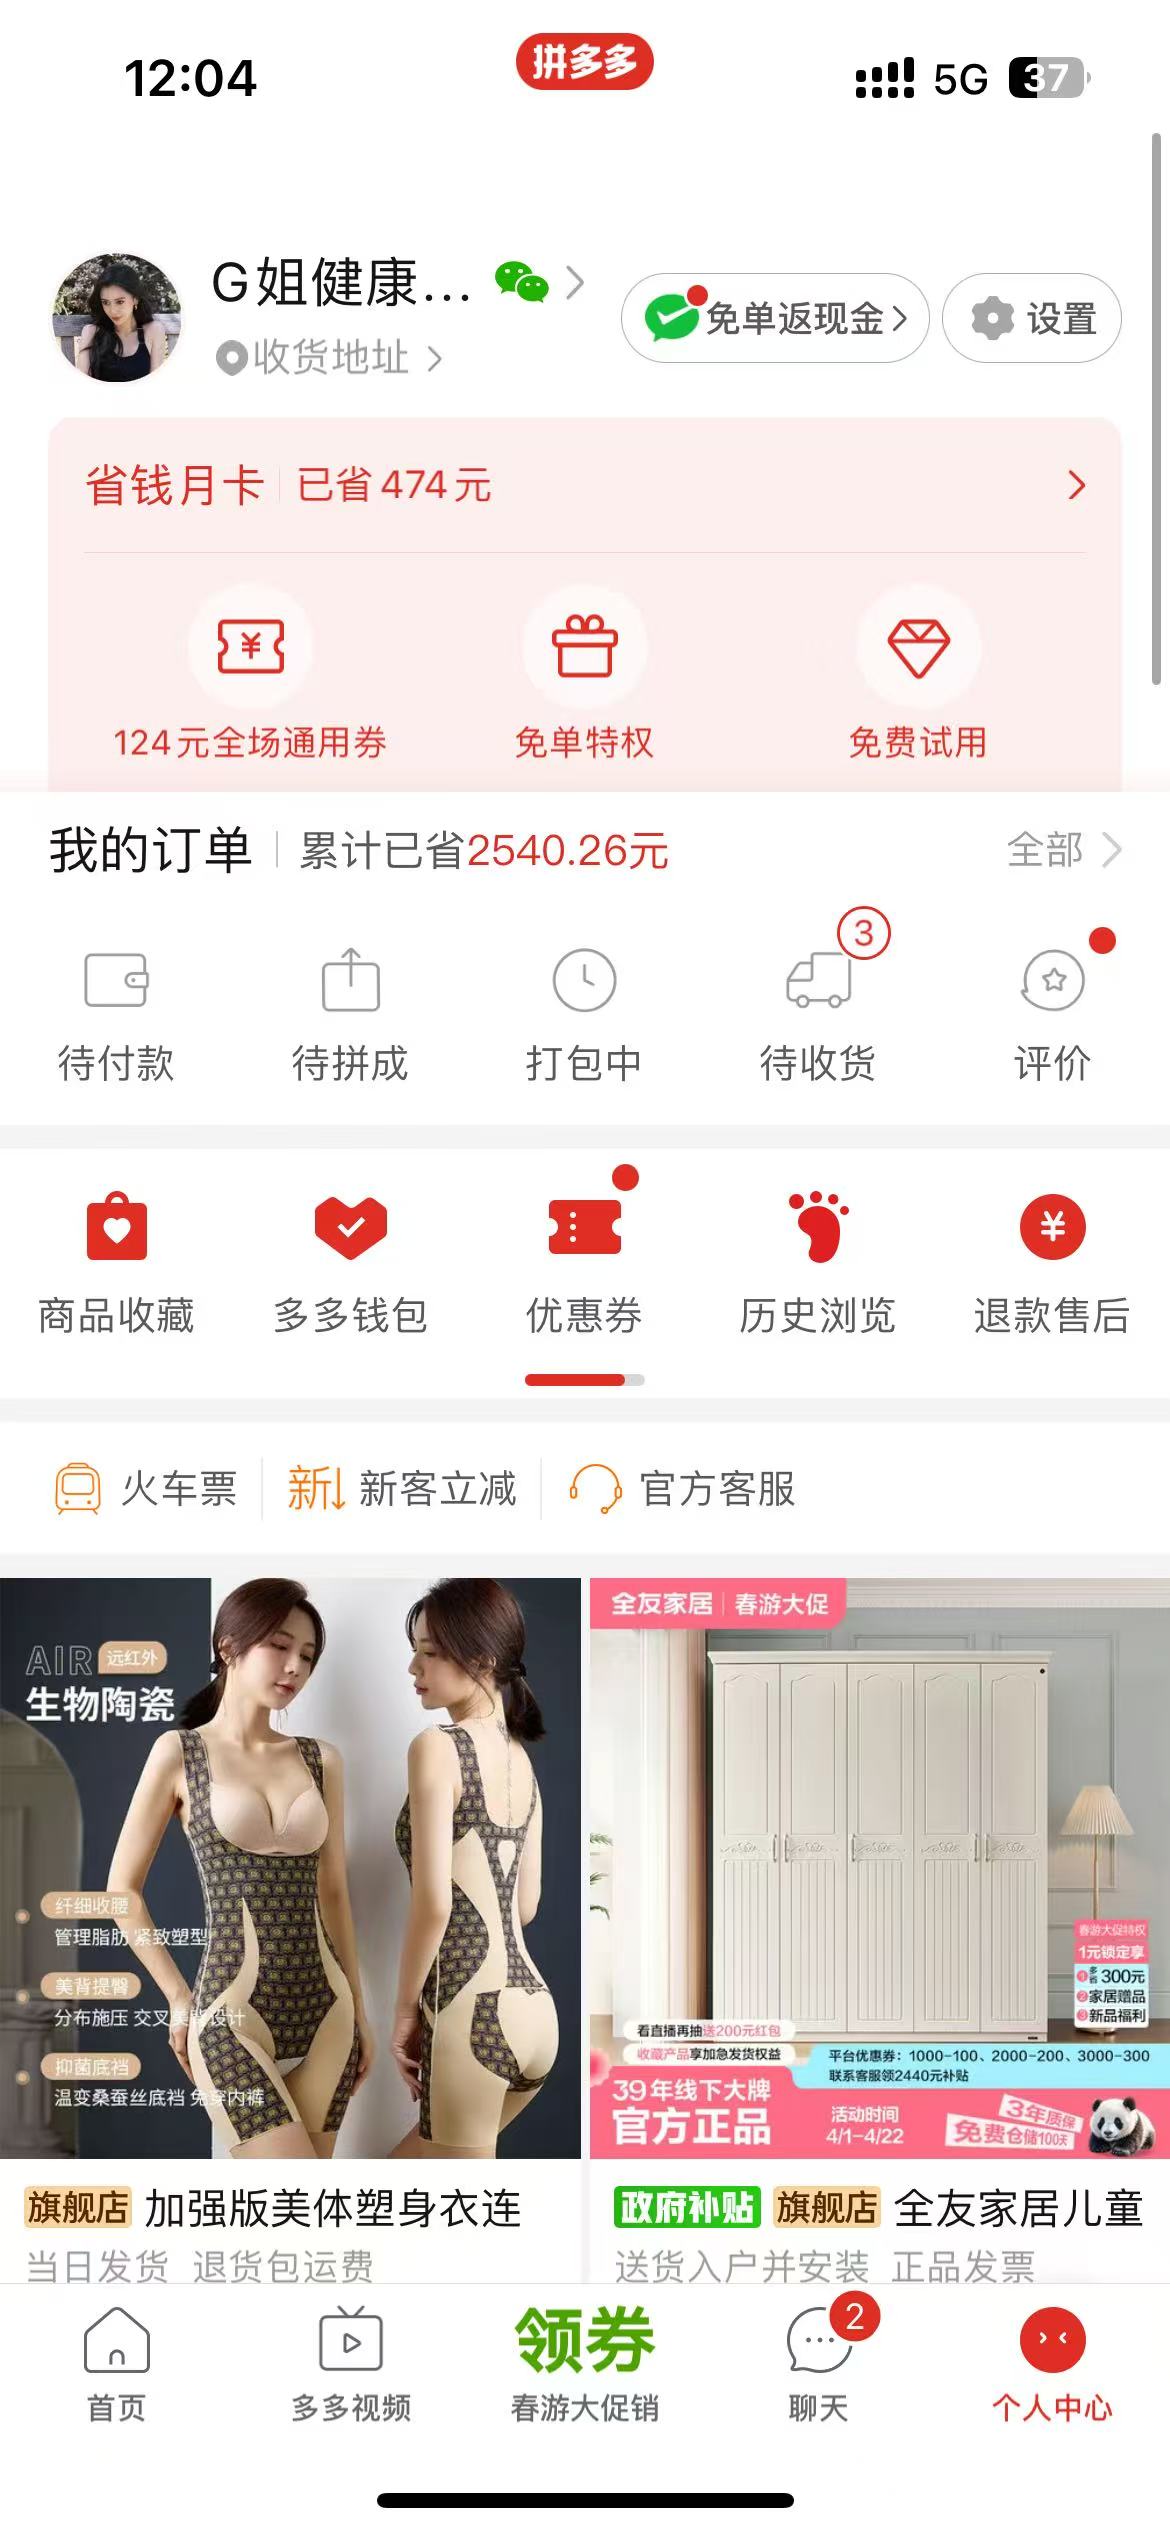 12:04
拼多多
5G
37
G姐健康...
免单返现金
设置
收货地址
省钱月卡
已省474元
124元全场通用券
免单特权
免费试用
我的订单
累计已省2540.26元
全部
3
待付款
待拼成
打包中
待收货
评价
商品收藏
多多钱包
优惠券
历史浏览
退款售后
火车票
新 新客立减
官方客服
AIR 远红外
生物陶瓷
纤细收腰
管理脂肪 紧致塑型
美背提臀
分布施压 交叉美背设计
抑菌底裆
温变桑蚕丝底裆 免穿内裤
旗舰店 加强版美体塑身衣连
当日发货 退货包运费
全友家居 春游大促
春游大促特权
1元锁定享
1 多省 300元
2 家居赠品
3 新品福利
看直播再抽送200元红包
收藏产品享加急发货权益
平台优惠券：1000-100、2000-200、3000-300
联系客服领2440元补贴
39年线下大牌
官方正品
活动时间
4/1-4/22
3年质保
免费仓储100天
政府补贴 旗舰店 全友家居儿童
送货入户并安装 正品发票
首页
多多视频
领券
春游大促销
2
聊天
个人中心